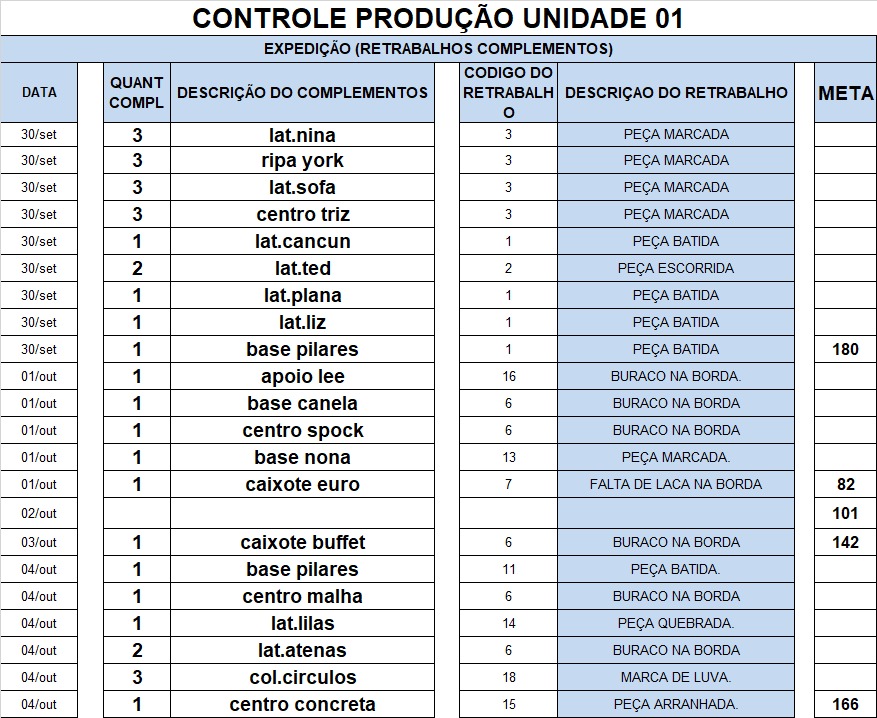 CONTROLE PRODUÇÃO UNIDADE 01
EXPEDIÇÃO (RETRABALHOS COMPLEMENTOS)
DATA QUANT COMPL DESCRIÇÃO DO COMPLEMENTOS CODIGO DO RETRABALHO DESCRIÇAO DO RETRABALHO META
30/set 3 lat.nina 3 PEÇA MARCADA
30/set 3 ripa york 3 PEÇA MARCADA
30/set 3 lat.sofa 3 PEÇA MARCADA
30/set 3 centro triz 3 PEÇA MARCADA
30/set 1 lat.cancun 1 PEÇA BATIDA
30/set 2 lat.ted 2 PEÇA ESCORRIDA
30/set 1 lat.plana 1 PEÇA BATIDA
30/set 1 lat.liz 1 PEÇA BATIDA
30/set 1 base pilares 1 PEÇA BATIDA 180
01/out 1 apoio lee 16 BURACO NA BORDA.
01/out 1 base canela 6 BURACO NA BORDA
01/out 1 centro spock 6 BURACO NA BORDA
01/out 1 base nona 13 PEÇA MARCADA.
01/out 1 caixote euro 7 FALTA DE LACA NA BORDA 82
02/out 101
03/out 1 caixote buffet 6 BURACO NA BORDA 142
04/out 1 base pilares 11 PEÇA BATIDA.
04/out 1 centro malha 6 BURACO NA BORDA
04/out 1 lat.lilas 14 PEÇA QUEBRADA.
04/out 2 lat.atenas 6 BURACO NA BORDA
04/out 3 col.circulos 18 MARCA DE LUVA.
04/out 1 centro concreta 15 PEÇA ARRANHADA. 166